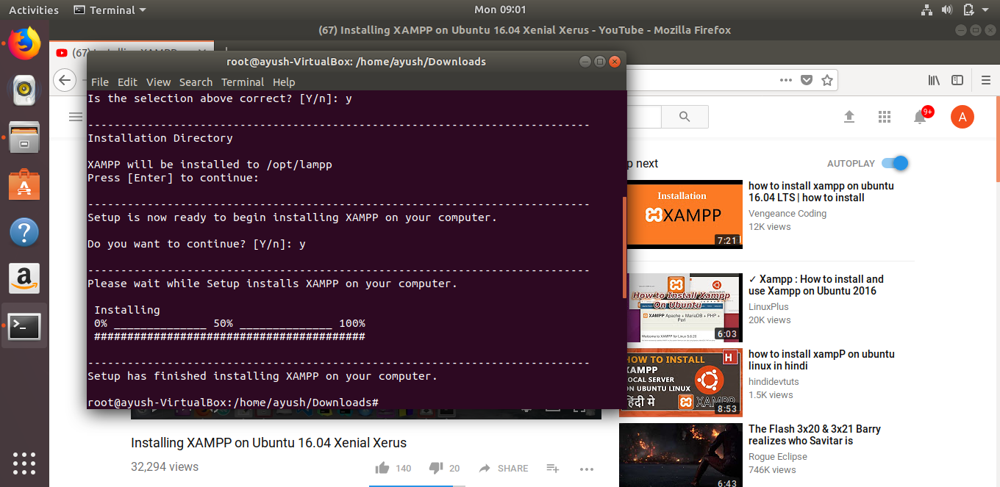 Activities
Terminal
Mon 09:01
(67) Installing XAMPP on Ubuntu 16.04 Xenial Xerus - YouTube - Mozilla Firefox
(67)
root@ayush-VirtualBox: /home/ayush/Downloads
File Edit View Search Terminal Help
Is the selection above correct? [Y/n]: y
----------------------------------------------------------------------------
Installation Directory
XAMPP will be installed to /opt/lampp
Press [Enter] to continue:
----------------------------------------------------------------------------
Setup is now ready to begin installing XAMPP on your computer.
Do you want to continue? [Y/n]: y
----------------------------------------------------------------------------
Please wait while Setup installs XAMPP on your computer.
Installing
0% ______________ 50% ______________ 100%
#########################################
----------------------------------------------------------------------------
Setup has finished installing XAMPP on your computer.
root@ayush-VirtualBox:/home/ayush/Downloads#
9+
A
p next
AUTOPLAY
Installation
XAMPP
7:21
how to install xampp on ubuntu
16.04 LTS | how to install
Vengeance Coding
12K views
How to Install Xampp
On Ubuntu
XAMPP Apache + MariaDB + PHP +
Perl
Welcome to XAMPP for Linux 5.6.20
6:03
✓ Xampp : How to install and
use Xampp on Ubuntu 2016
LinuxPlus
20K views
HOW TO INSTALL
H
XAMPP
LOCAL SERVER
ON UBUNTU LINUX
हिंदी मे
XAMPP
8:53
how to install xampP on ubuntu
linux in hindi
hindidevtuts
1.5K views
6:43
The Flash 3x20 & 3x21 Barry
realizes who Savitar is
Rogue Eclipse
746K views
Installing XAMPP on Ubuntu 16.04 Xenial Xerus
32,294 views
140
20
SHARE